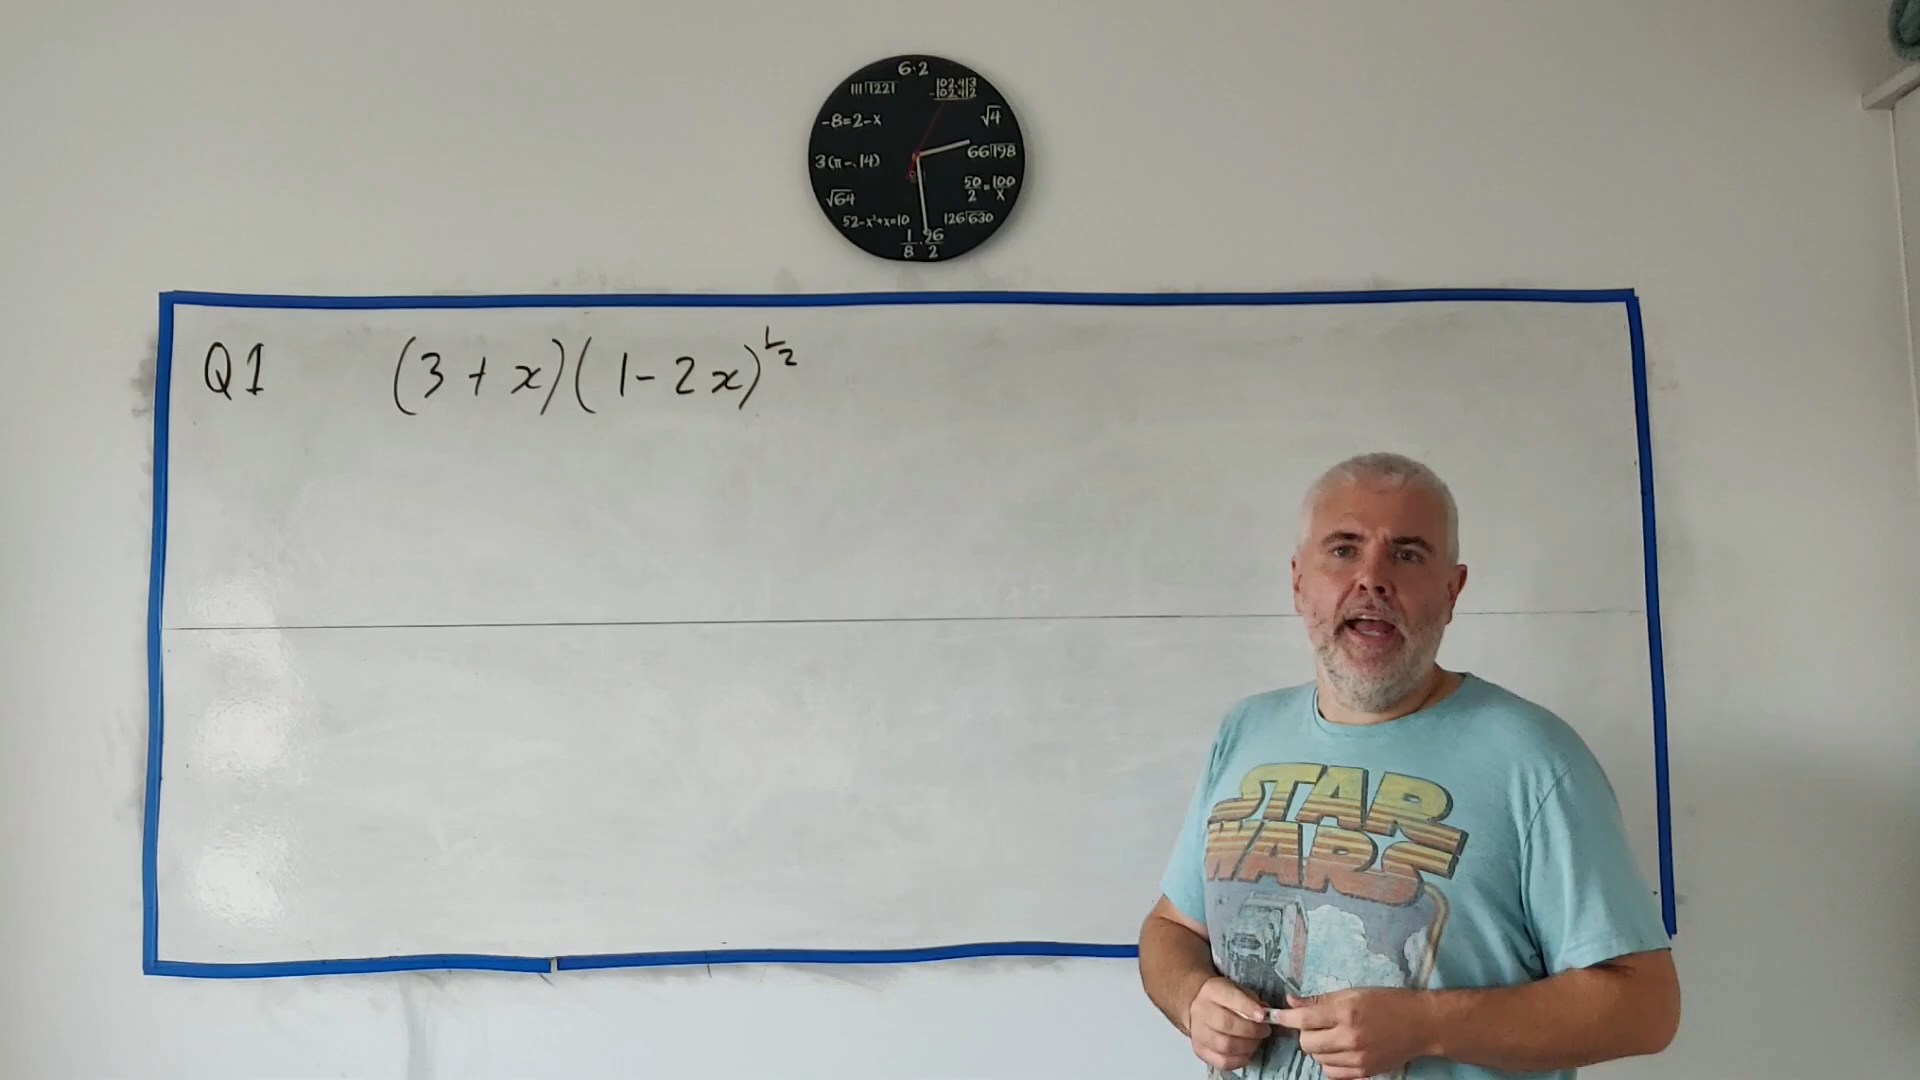 6·2
111⟌1221
102,413
-102,412
-8=2-x
√4
3(π-.14)
66⟌198
√64
50/2=100/x
52-x²+x=10
126⟌630
1/8·96/2
Q1 (3+x)(1-2x)^1/2
STAR
WARS